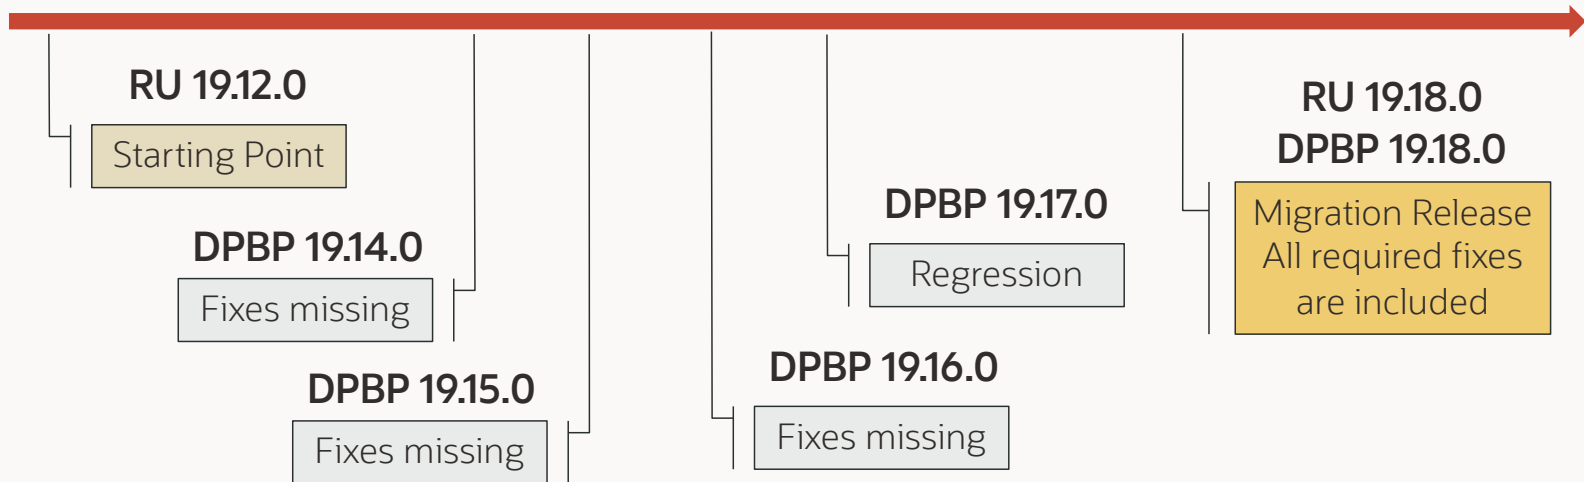 RU 19.12.0
Starting Point
DPBP 19.14.0
Fixes missing
DPBP 19.15.0
Fixes missing
DPBP 19.16.0
Fixes missing
DPBP 19.17.0
Regression
RU 19.18.0
DPBP 19.18.0
Migration Release
All required fixes
are included